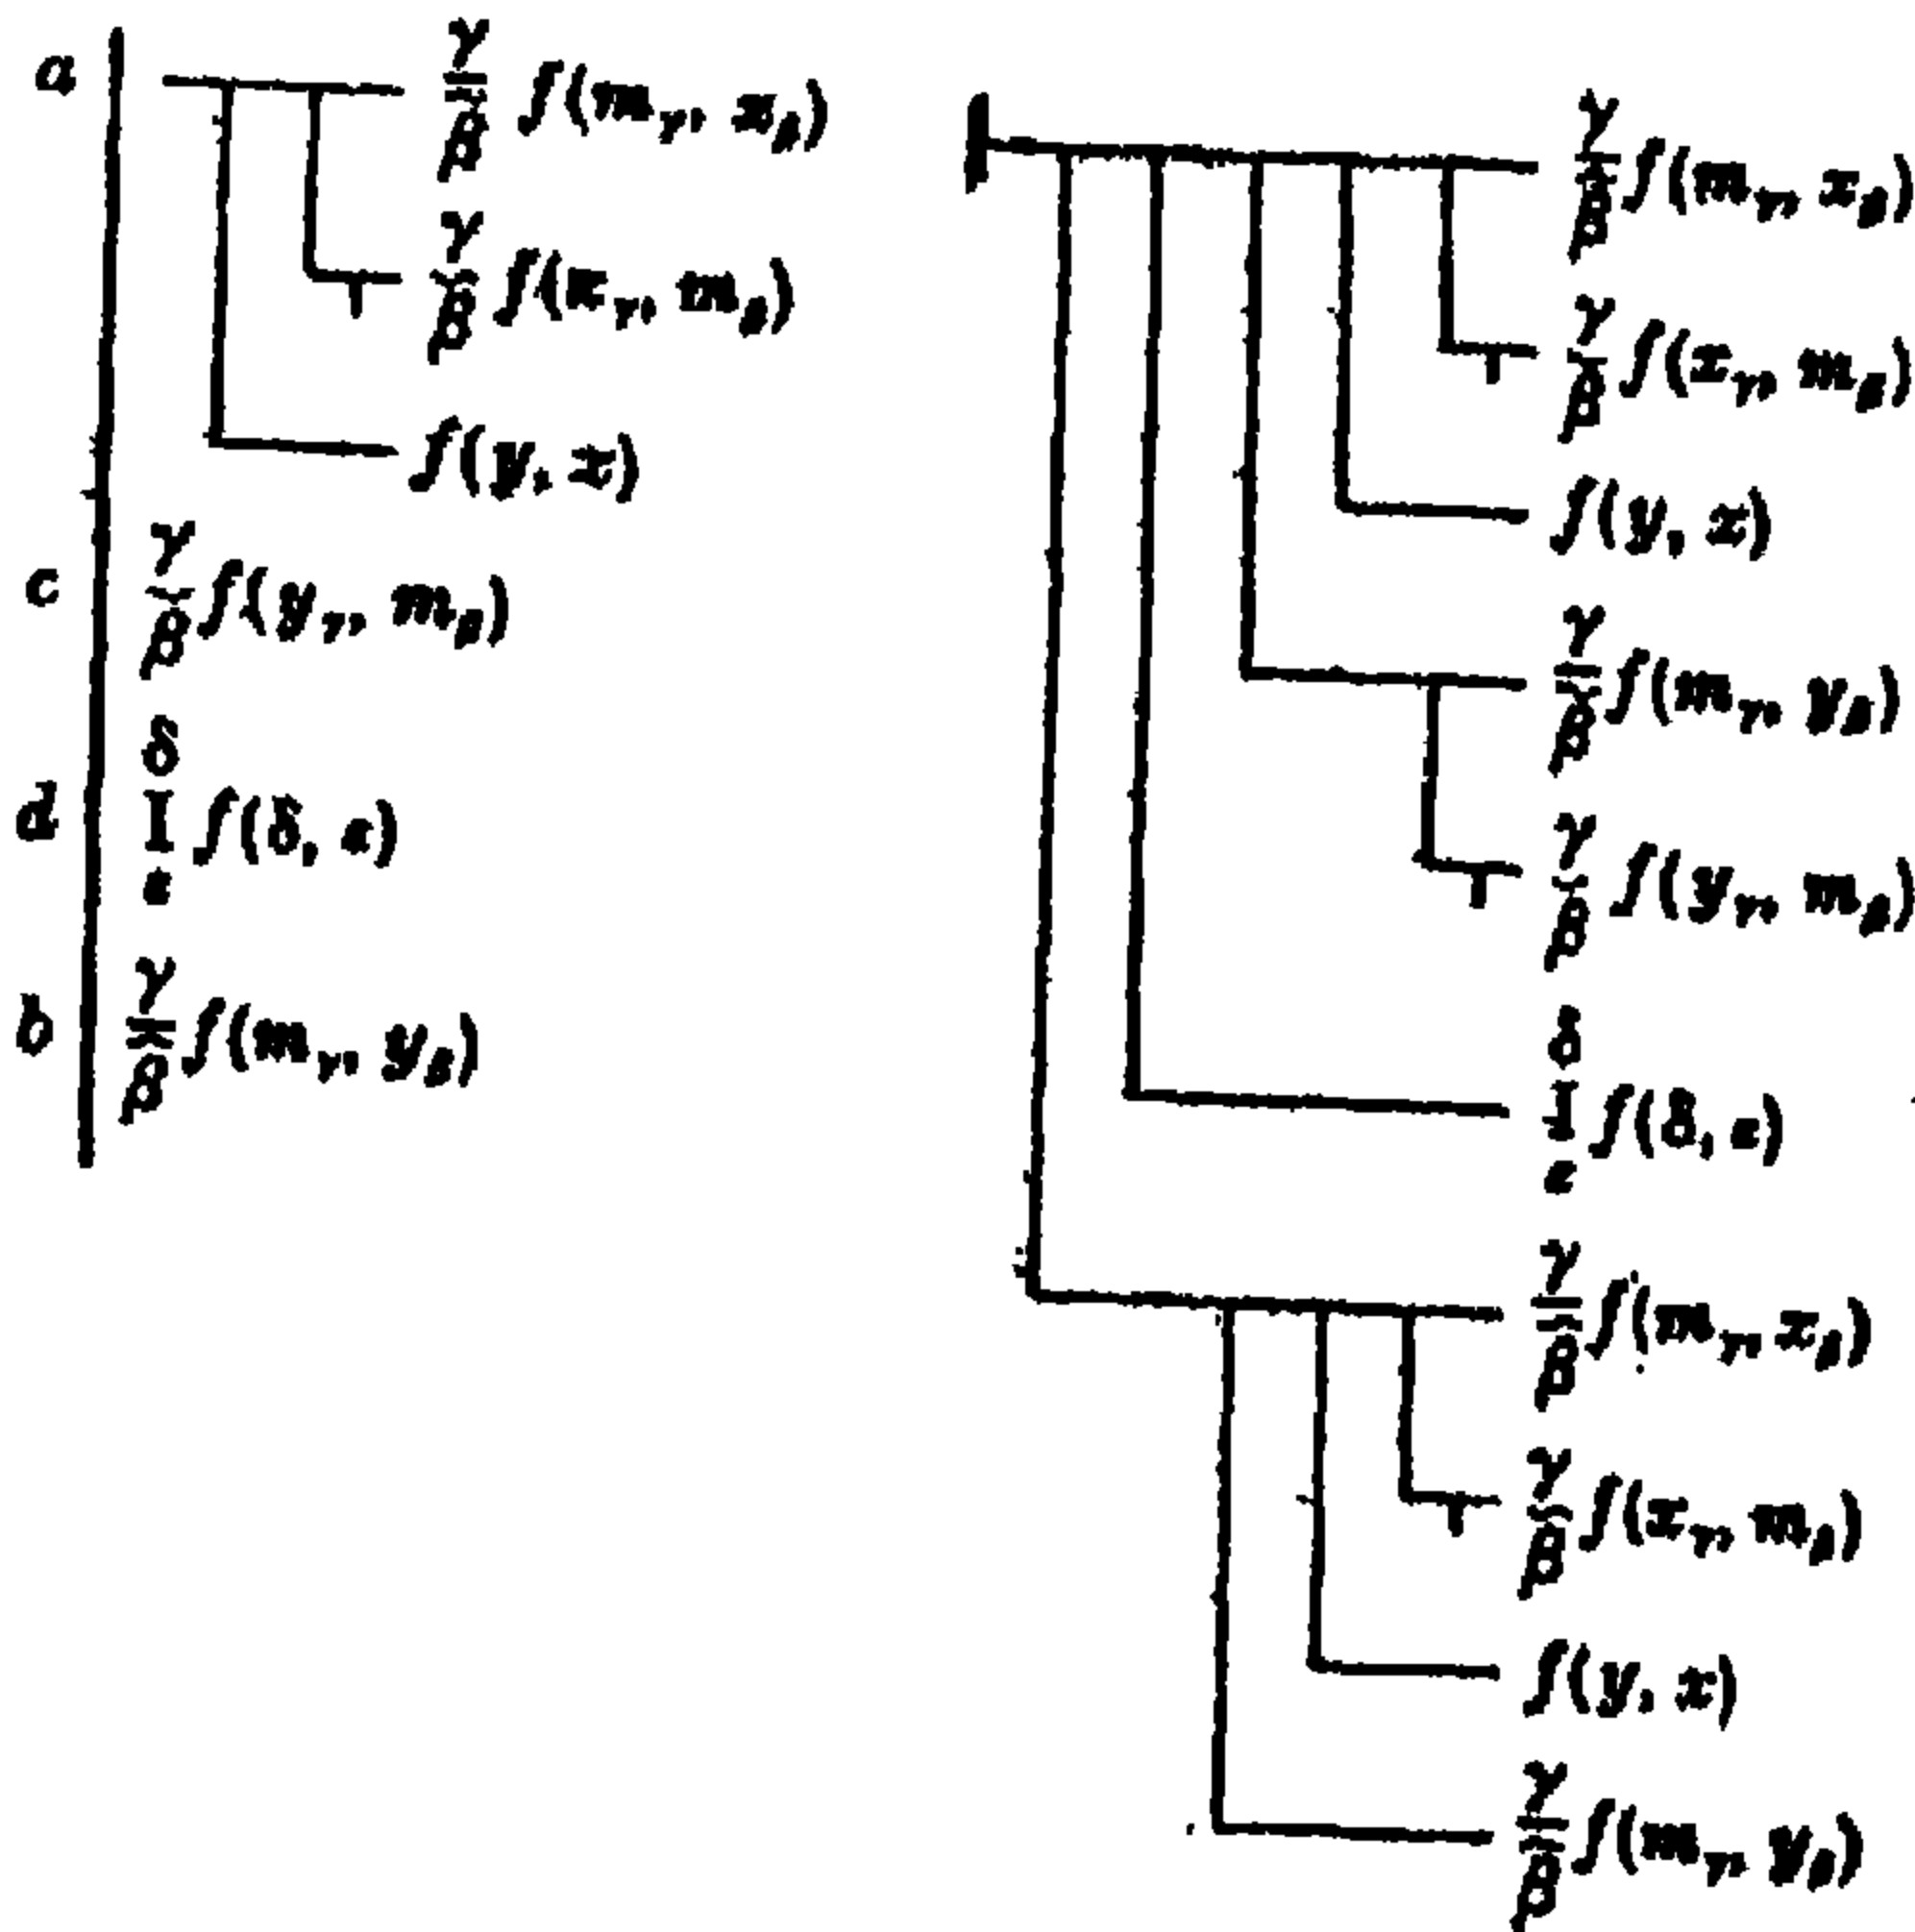 a γ/β̃ f(m_γ, x_β)
γ/β̃ f(x_γ, m_β)
f(y, x)
c γ/β̃ f(y_γ, m_β)
d δ I ε f(δ, ε)
b γ/β̃ f(m_γ, y_β)
γ/β̃ f(m_γ, x_β)
γ/β̃ f(x_γ, m_β)
f(y, x)
γ/β̃ f(m_γ, y_β)
γ/β̃ f(y_γ, m_β)
δ I ε f(δ, ε)
γ/β̃ f(m_γ, x_β)
γ/β̃ f(x_γ, m_β)
f(y, x)
γ/β̃ f(m_γ, y_β)